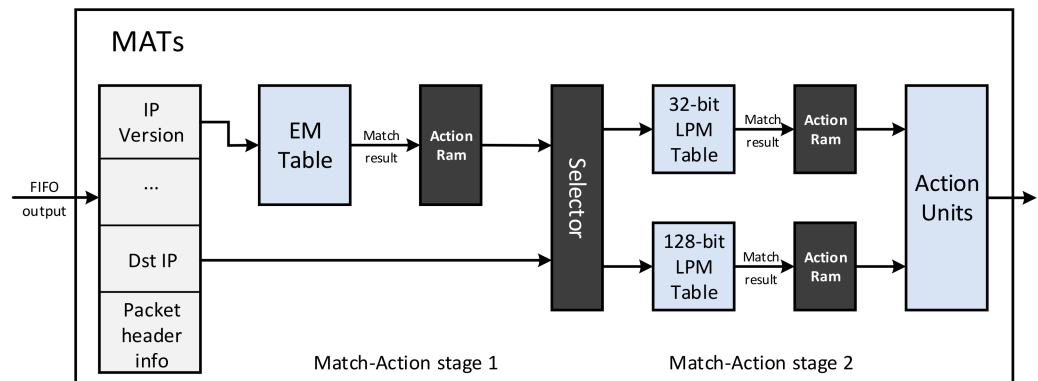 MATs
FIFO
output
IP
Version
...
Dst IP
Packet
header
info
EM
Table
Match
result
Action
Ram
Selector
32-bit
LPM
Table
Match
result
Action
Ram
128-bit
LPM
Table
Match
result
Action
Ram
Action
Units
Match-Action stage 1
Match-Action stage 2